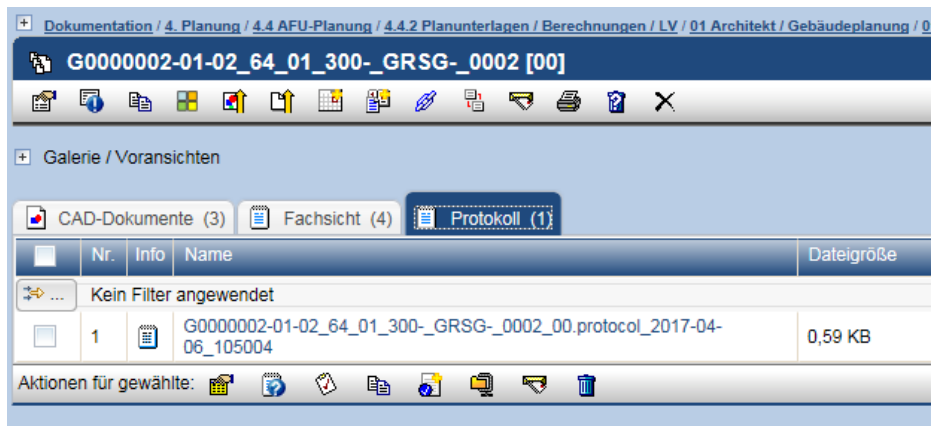 Dokumentation / 4. Planung / 4.4 AFU-Planung / 4.4.2 Planunterlagen / Berechnungen / LV / 01 Architekt / Gebäudeplanung / 0
G0000002-01-02_64_01_300-_GRSG-_0002 [00]
Galerie / Voransichten
CAD-Dokumente (3) Fachsicht (4) Protokoll (1)
Nr. Info Name Dateigröße
... Kein Filter angewendet
1 G0000002-01-02_64_01_300-_GRSG-_0002_00.protocol_2017-04-
06_105004 0,59 KB
Aktionen für gewählte: